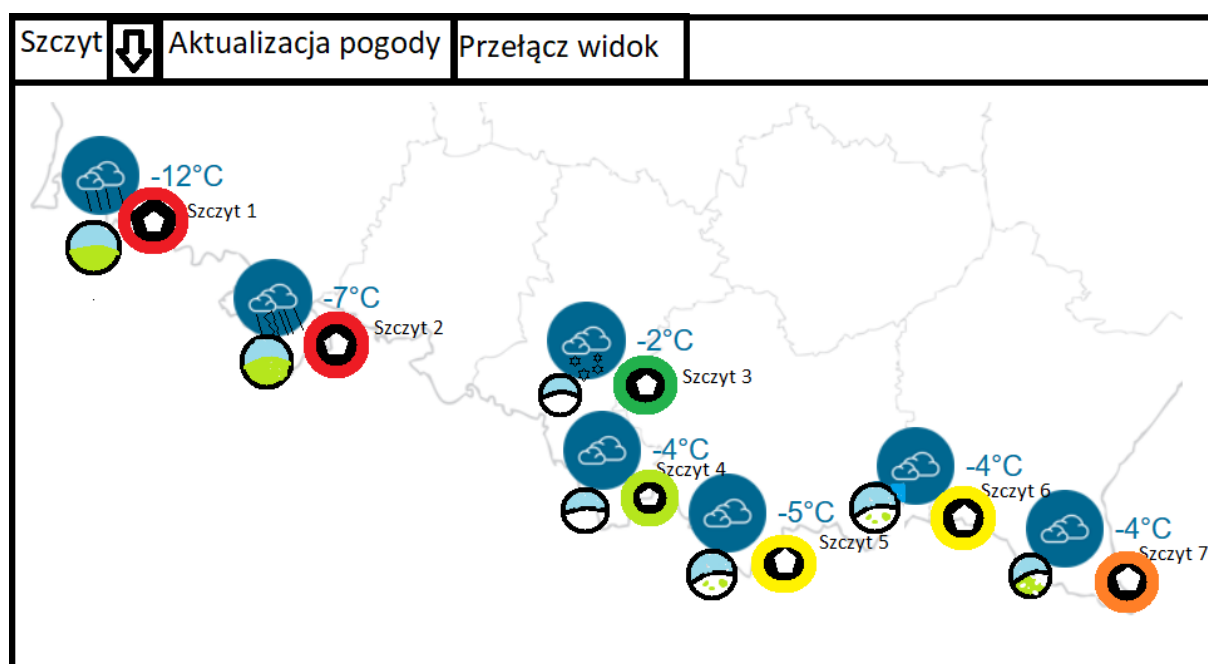 Szczyt
Aktualizacja pogody
Przełącz widok
-12°C
Szczyt 1
-7°C
Szczyt 2
-2°C
Szczyt 3
-4°C
Szczyt 4
-5°C
Szczyt 5
-4°C
Szczyt 6
-4°C
Szczyt 7